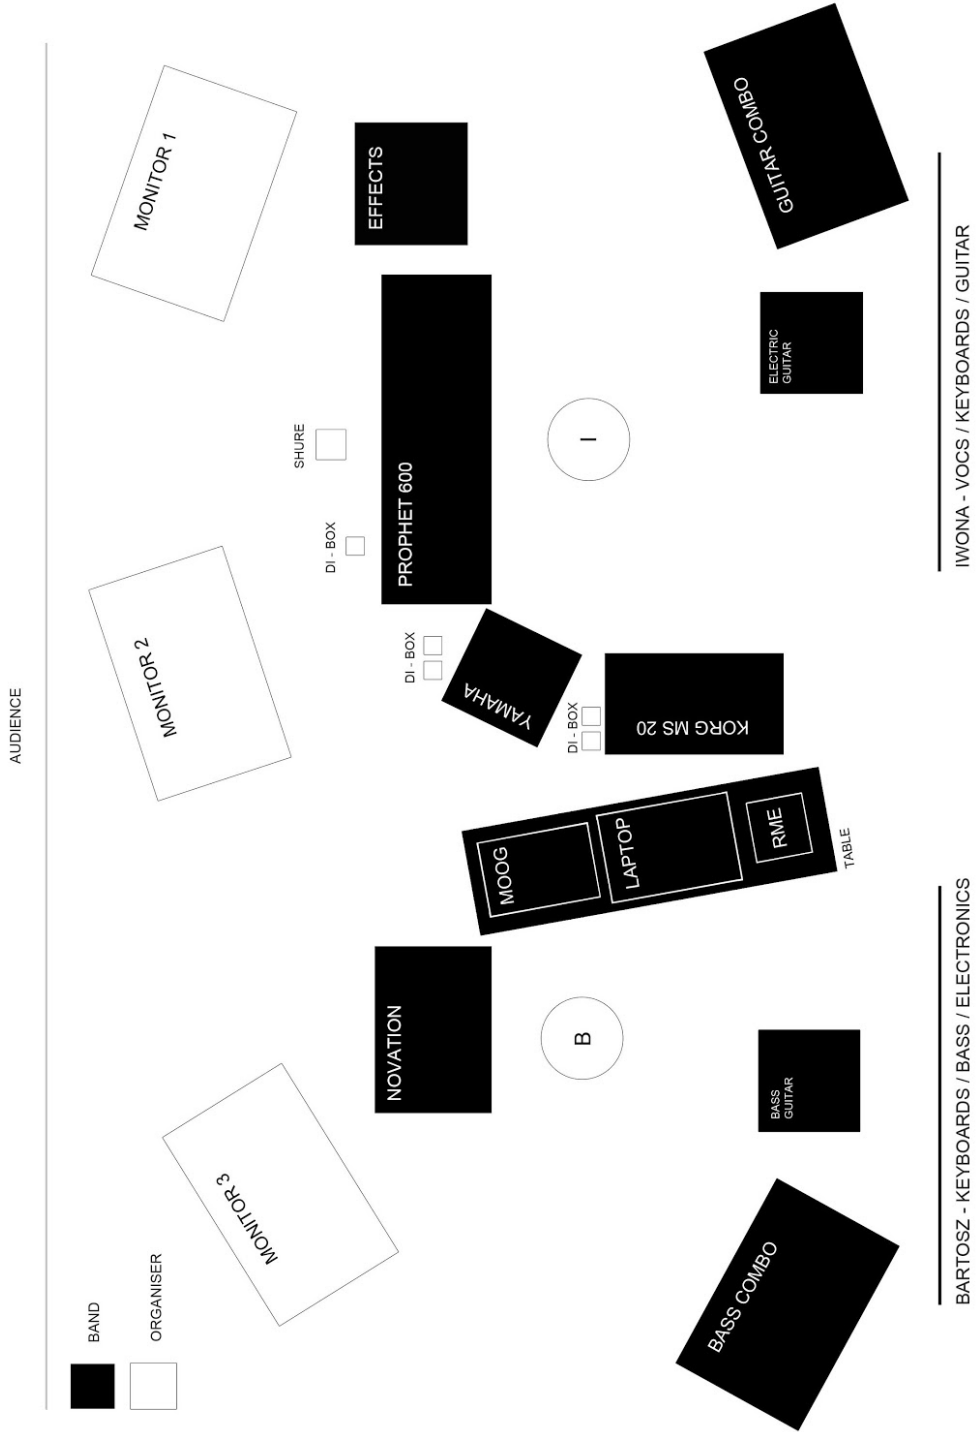 AUDIENCE
BAND
ORGANISER
MONITOR 3
MONITOR 2
MONITOR 1
SHURE
DI - BOX
DI - BOX
DI - BOX
NOVATION
PROPHET 600
EFFECTS
YAMAHA
KORG MS 20
MOOG
LAPTOP
RME
TABLE
B
I
BASS COMBO
BASS
GUITAR
ELECTRIC
GUITAR
GUITAR COMBO
BARTOSZ - KEYBOARDS / BASS / ELECTRONICS
IWONA - VOCS / KEYBOARDS / GUITAR